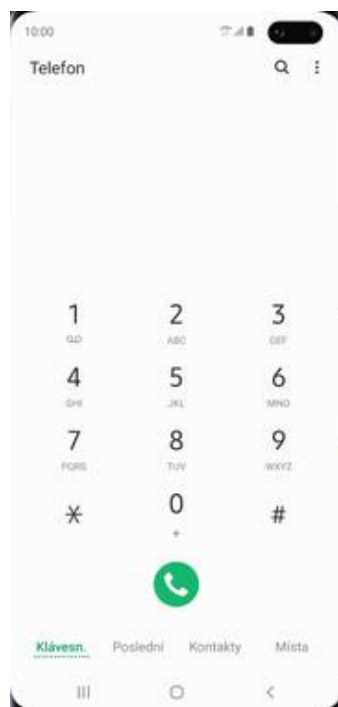 10:00
Telefon
1 2 3
ABC DEF
4 5 6
GHI JKL MNO
7 8 9
PQRS TUV WXYZ
* 0 #
+
Klávesn. Poslední Kontakty Místa